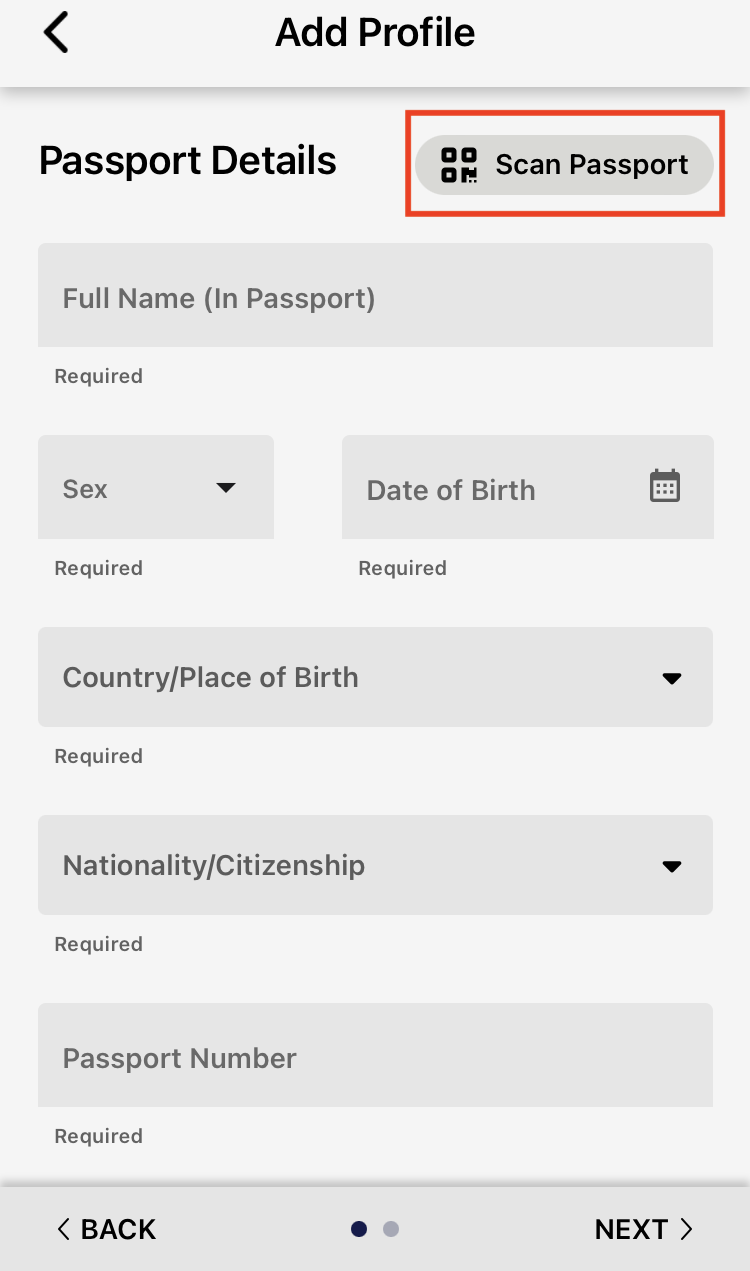 Add Profile
Passport Details
Scan Passport
Full Name (In Passport)
Required
Sex
Date of Birth
Required
Required
Country/Place of Birth
Required
Nationality/Citizenship
Required
Passport Number
Required
BACK
NEXT